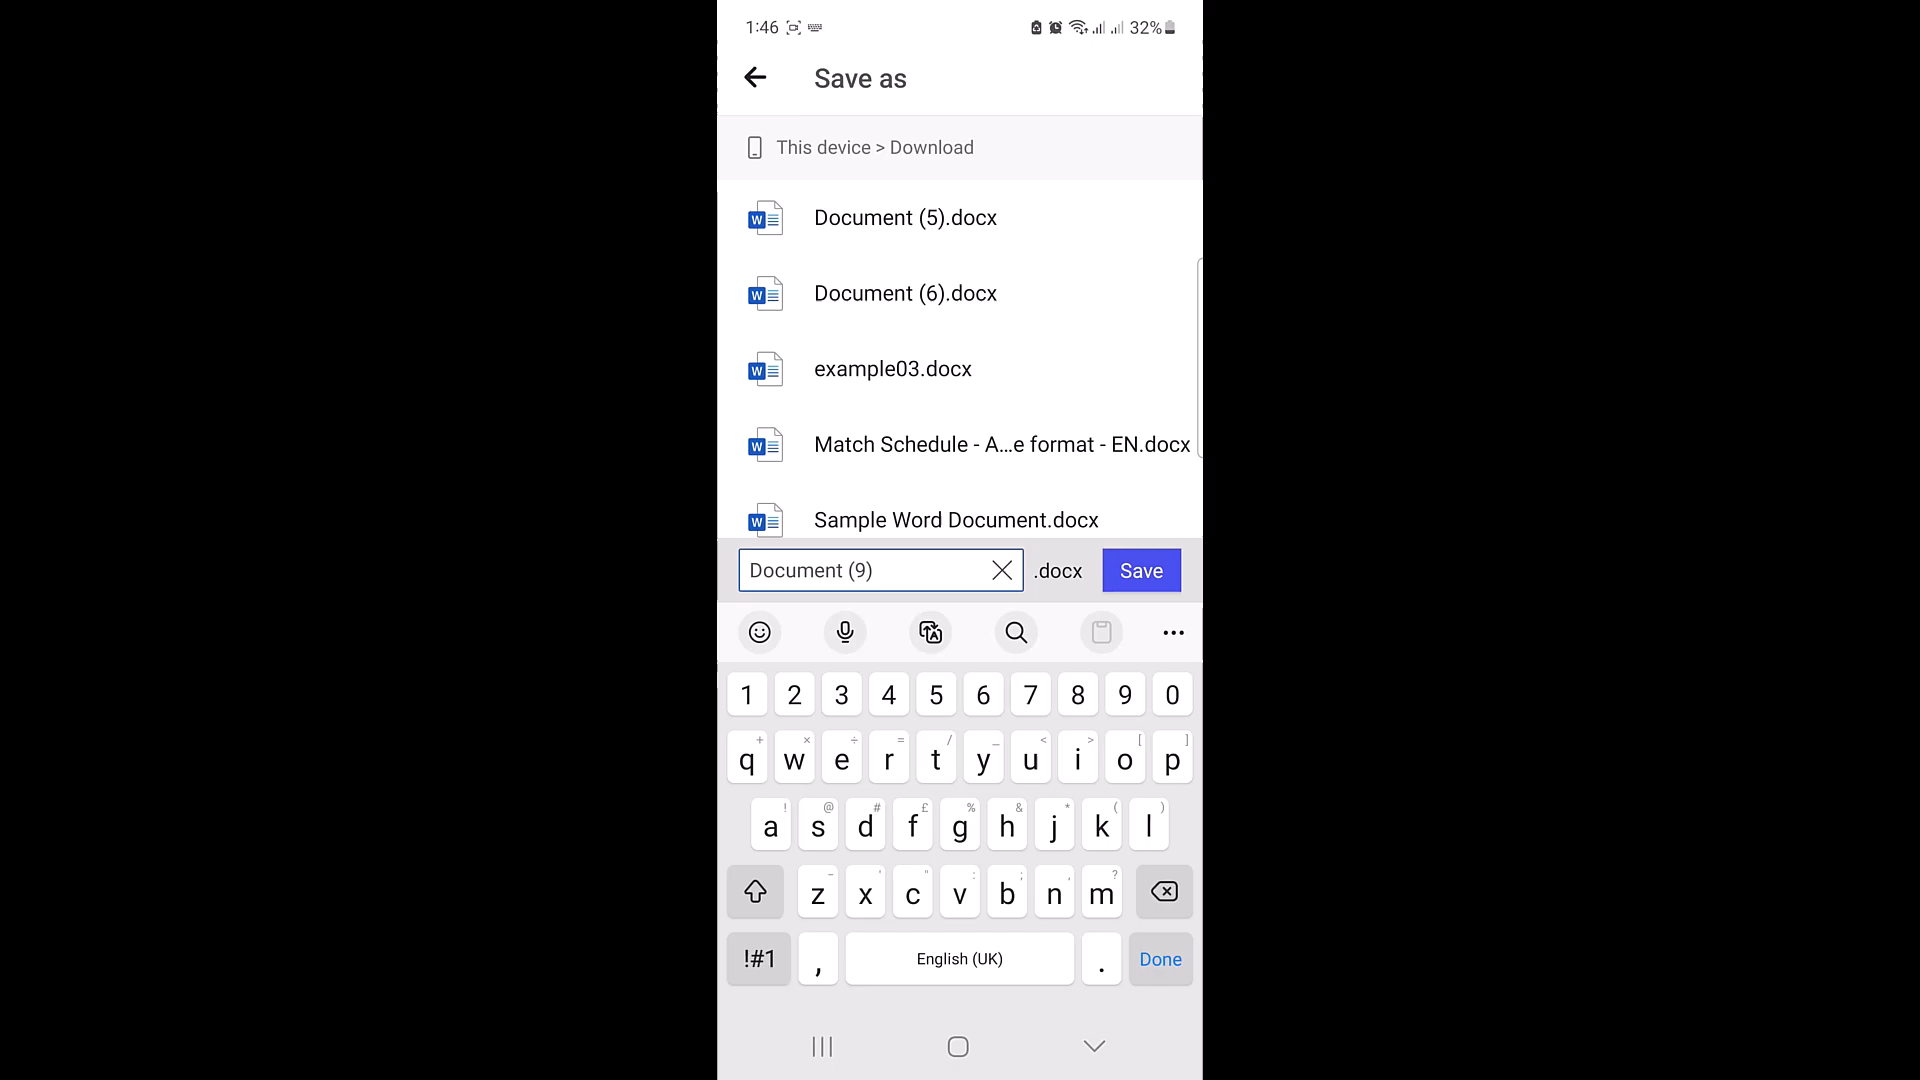 1:46 32%
Save as
This device > Download
W Document (5).docx
W Document (6).docx
W example03.docx
W Match Schedule - A...e format - EN.docx
W Sample Word Document.docx
Document (9) .docx Save
1 2 3 4 5 6 7 8 9 0
+ × ÷ = / _ < > [ ]
q w e r t y u i o p
! @ # £ % & * ( )
a s d f g h j k l
- ' " : ; , ?
z x c v b n m
!#1 , English (UK) . Done